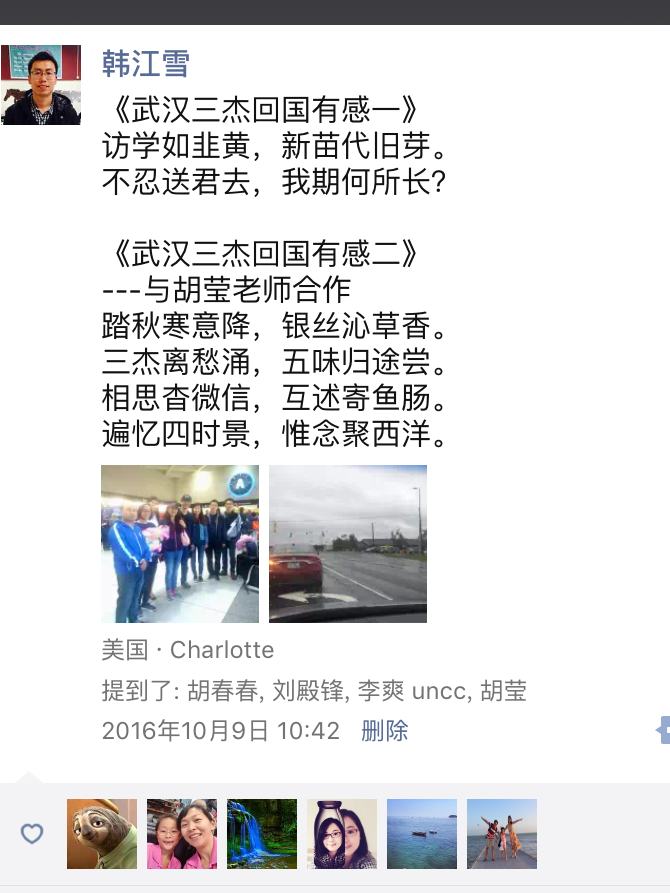 韩江雪
《武汉三杰回国有感一》
访学如韭黄，新苗代旧芽。
不忍送君去，我期何所长？
《武汉三杰回国有感二》
---与胡莹老师合作
踏秋寒意降，银丝沁草香。
三杰离愁涌，五味归途尝。
相思杳微信，互述寄鱼肠。
遍忆四时景，惟念聚西洋。
A
美国 · Charlotte
提到了: 胡春春, 刘殿锋, 李爽 uncc, 胡莹
2016年10月9日 10:42 删除